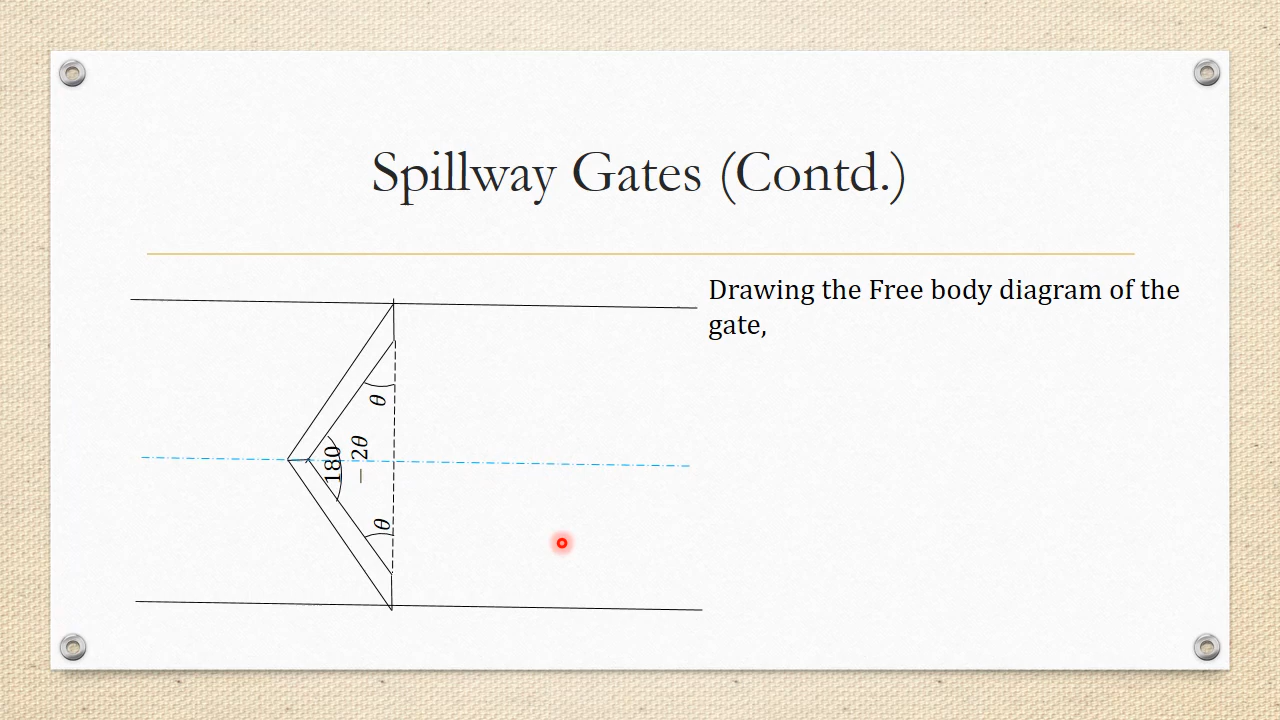 Spillway Gates (Contd.)
Drawing the Free body diagram of the
gate,
θ
180
− 2θ
θ